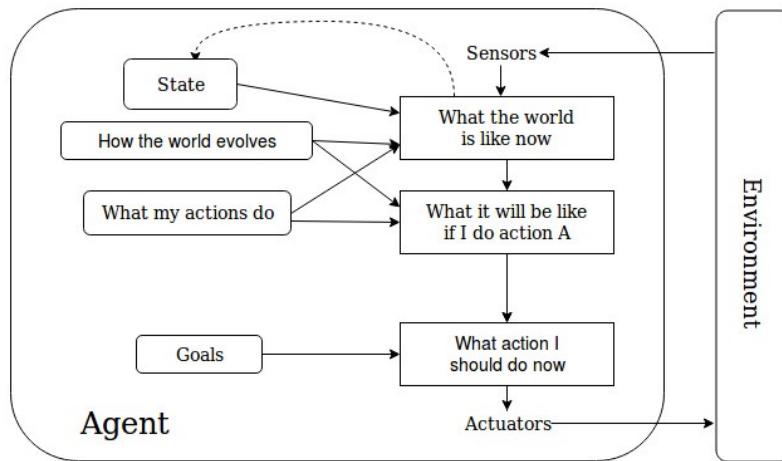 Sensors
State
What the world
is like now
How the world evolves
What my actions do
What it will be like
if I do action A
Environment
What action I
should do now
Goals
Agent
Actuators